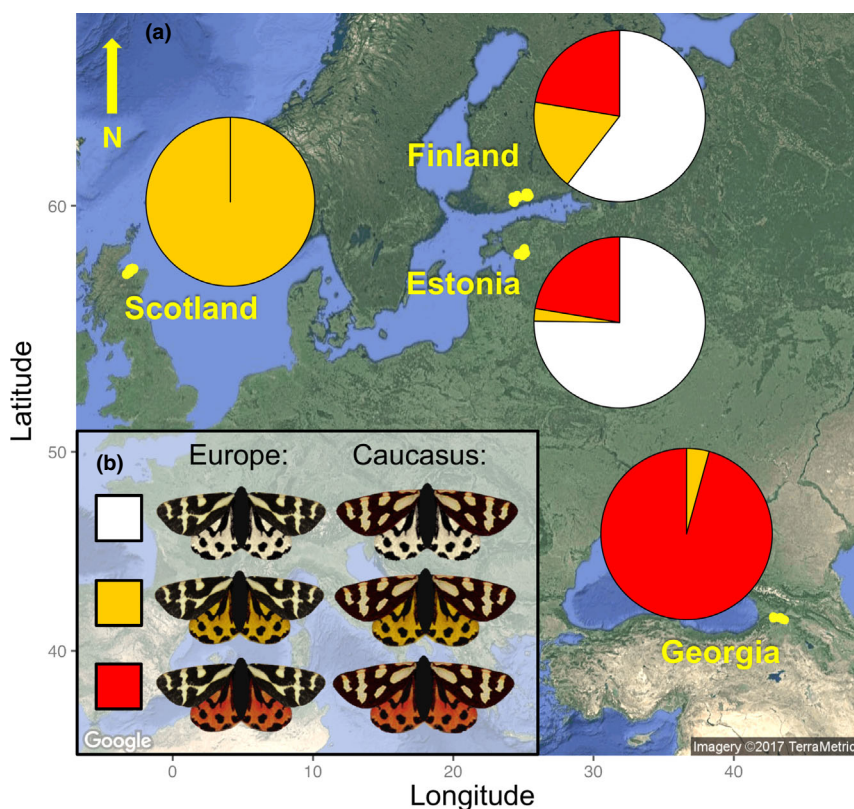 (a)
N
Finland
60
Estonia
Scotland
Latitude
50
(b)
Europe:
Caucasus:
40
Georgia
Google
Imagery ©2017 TerraMetric
0
10
20
30
40
Longitude